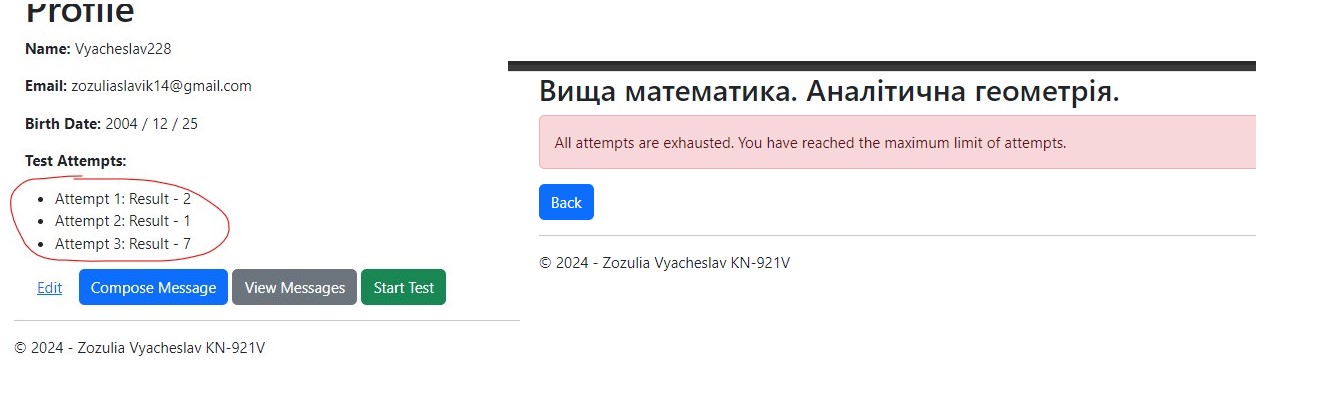 Profile
Name: Vyacheslav228
Email: zozuliaslavik14@gmail.com
Birth Date: 2004 / 12 / 25
Test Attempts:
Attempt 1: Result - 2
Attempt 2: Result - 1
Attempt 3: Result - 7
Edit Compose Message View Messages Start Test
© 2024 - Zozulia Vyacheslav KN-921V
Вища математика. Аналітична геометрія.
All attempts are exhausted. You have reached the maximum limit of attempts.
Back
© 2024 - Zozulia Vyacheslav KN-921V